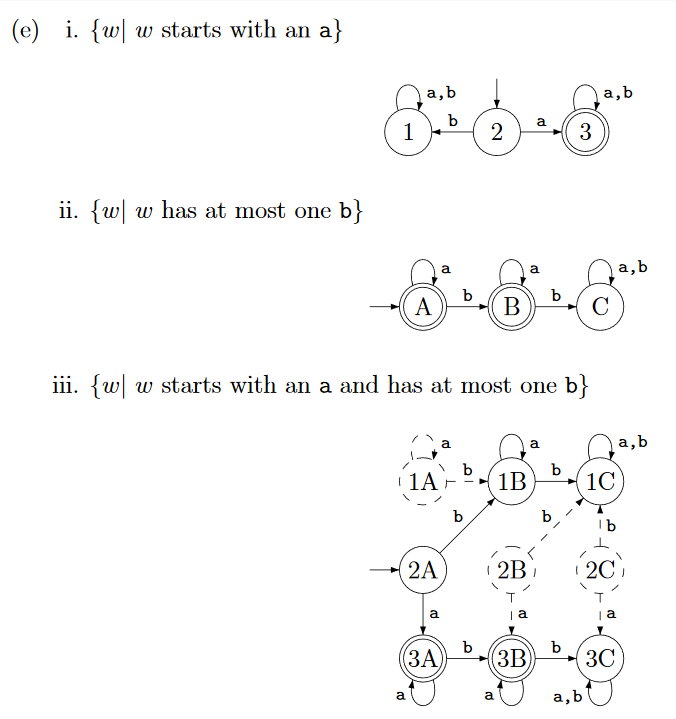 (e) i. {w| w starts with an a}
a,b a,b
b a
1 2 3
ii. {w| w has at most one b}
a a a,b
b b
A B C
iii. {w| w starts with an a and has at most one b}
a a a,b
b b
1A 1B 1C
b b b
2A 2B 2C
a a a
b b
3A 3B 3C
a a a,b